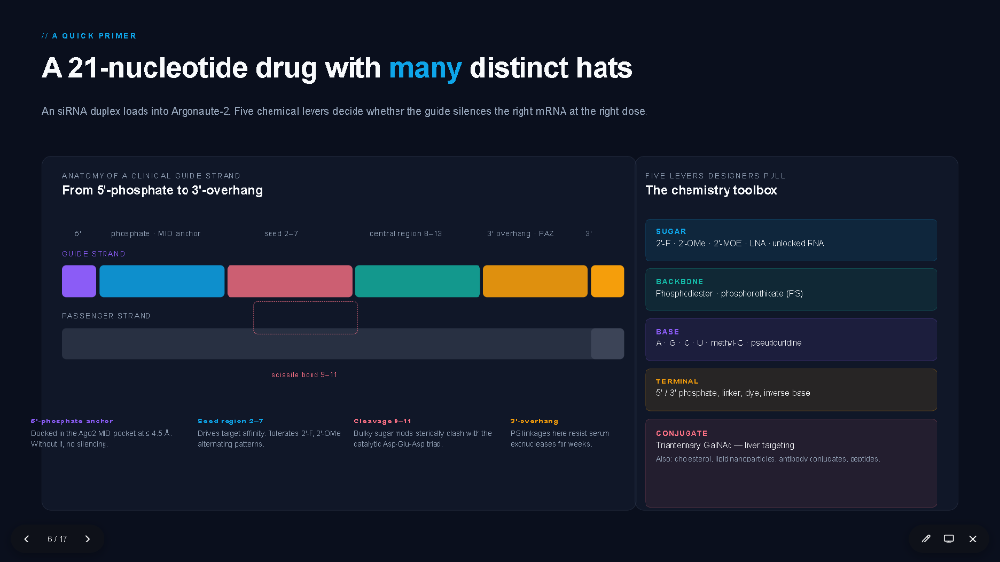 // A QUICK PRIMER
A 21-nucleotide drug with many distinct hats
An siRNA duplex loads into Argonaute-2. Five chemical levers decide whether the guide silences the right mRNA at the right dose.
ANATOMY OF A CLINICAL GUIDE STRAND
From 5'-phosphate to 3'-overhang
5' phosphate · MID anchor seed 2–7 central region 8–13 3' overhang · PAZ 3'
GUIDE STRAND
PASSENGER STRAND
scissile bond 9–11
5'-phosphate anchor
Docked in the Ago2 MID pocket at ≤ 4.5 Å.
Without it, no silencing.
Seed region 2–7
Drives target affinity. Tolerates 2'-F, 2'-OMe
alternating patterns.
Cleavage 9–11
Bulky sugar mods sterically clash with the
catalytic Asp-Glu-Asp triad.
3'-overhang
PS linkages here resist serum
exonucleases for weeks.
FIVE LEVERS DESIGNERS PULL
The chemistry toolbox
SUGAR
2'-F · 2'-OMe · 2'-MOE · LNA · unlocked RNA
BACKBONE
Phosphodiester · phosphorothioate (PS)
BASE
A · G · C · U · methyl-C · pseudouridine
TERMINAL
5' / 3' phosphate, linker, dye, inverse base
CONJUGATE
Triantennary GalNAc — liver targeting
Also: cholesterol, lipid nanoparticles, antibody conjugates, peptides.
6 / 17